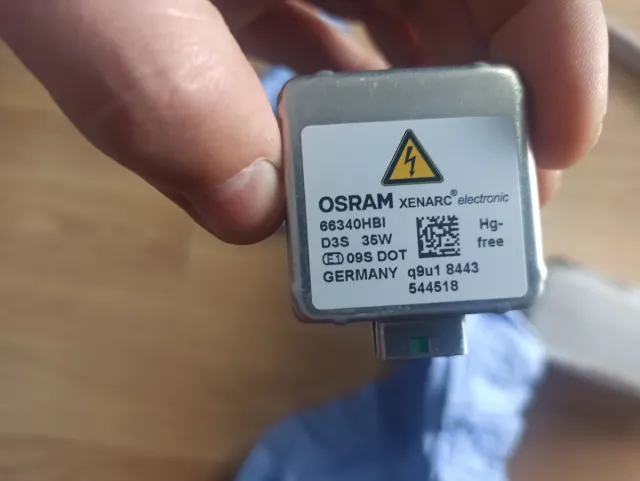 OSRAM XENARC® electronic
66340HBI
D3S 35W
Hg-
free
E1 09S DOT
GERMANY q9u1 8443
544518